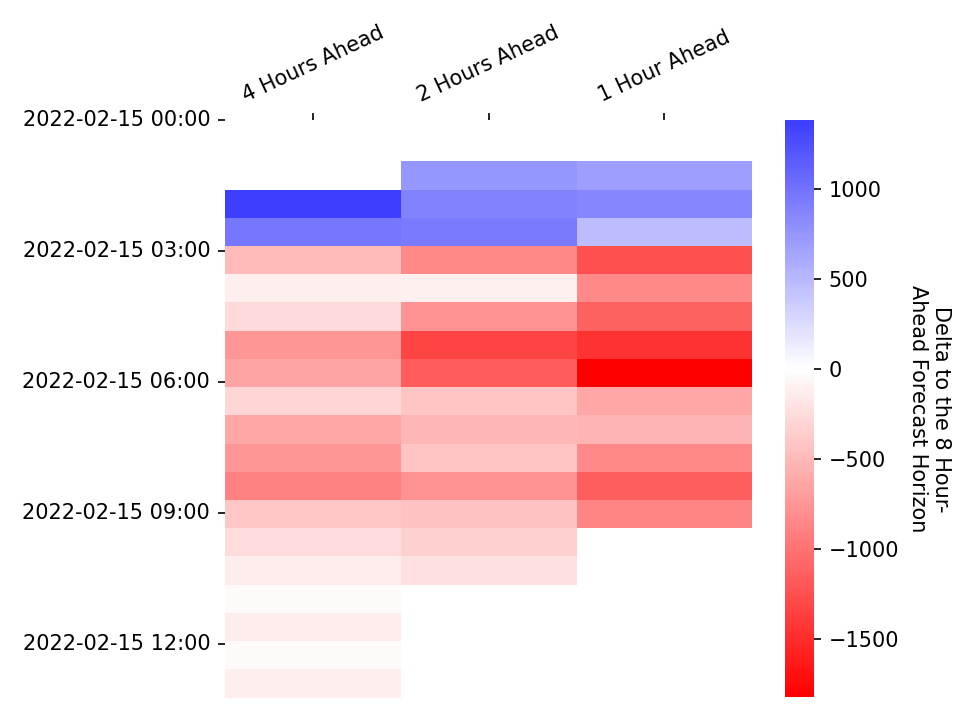 4 Hours Ahead
2 Hours Ahead
1 Hour Ahead
2022-02-15 00:00
2022-02-15 03:00
2022-02-15 06:00
2022-02-15 09:00
2022-02-15 12:00
1000
500
0
−500
−1000
−1500
Delta to the 8 Hour-
Ahead Forecast Horizon